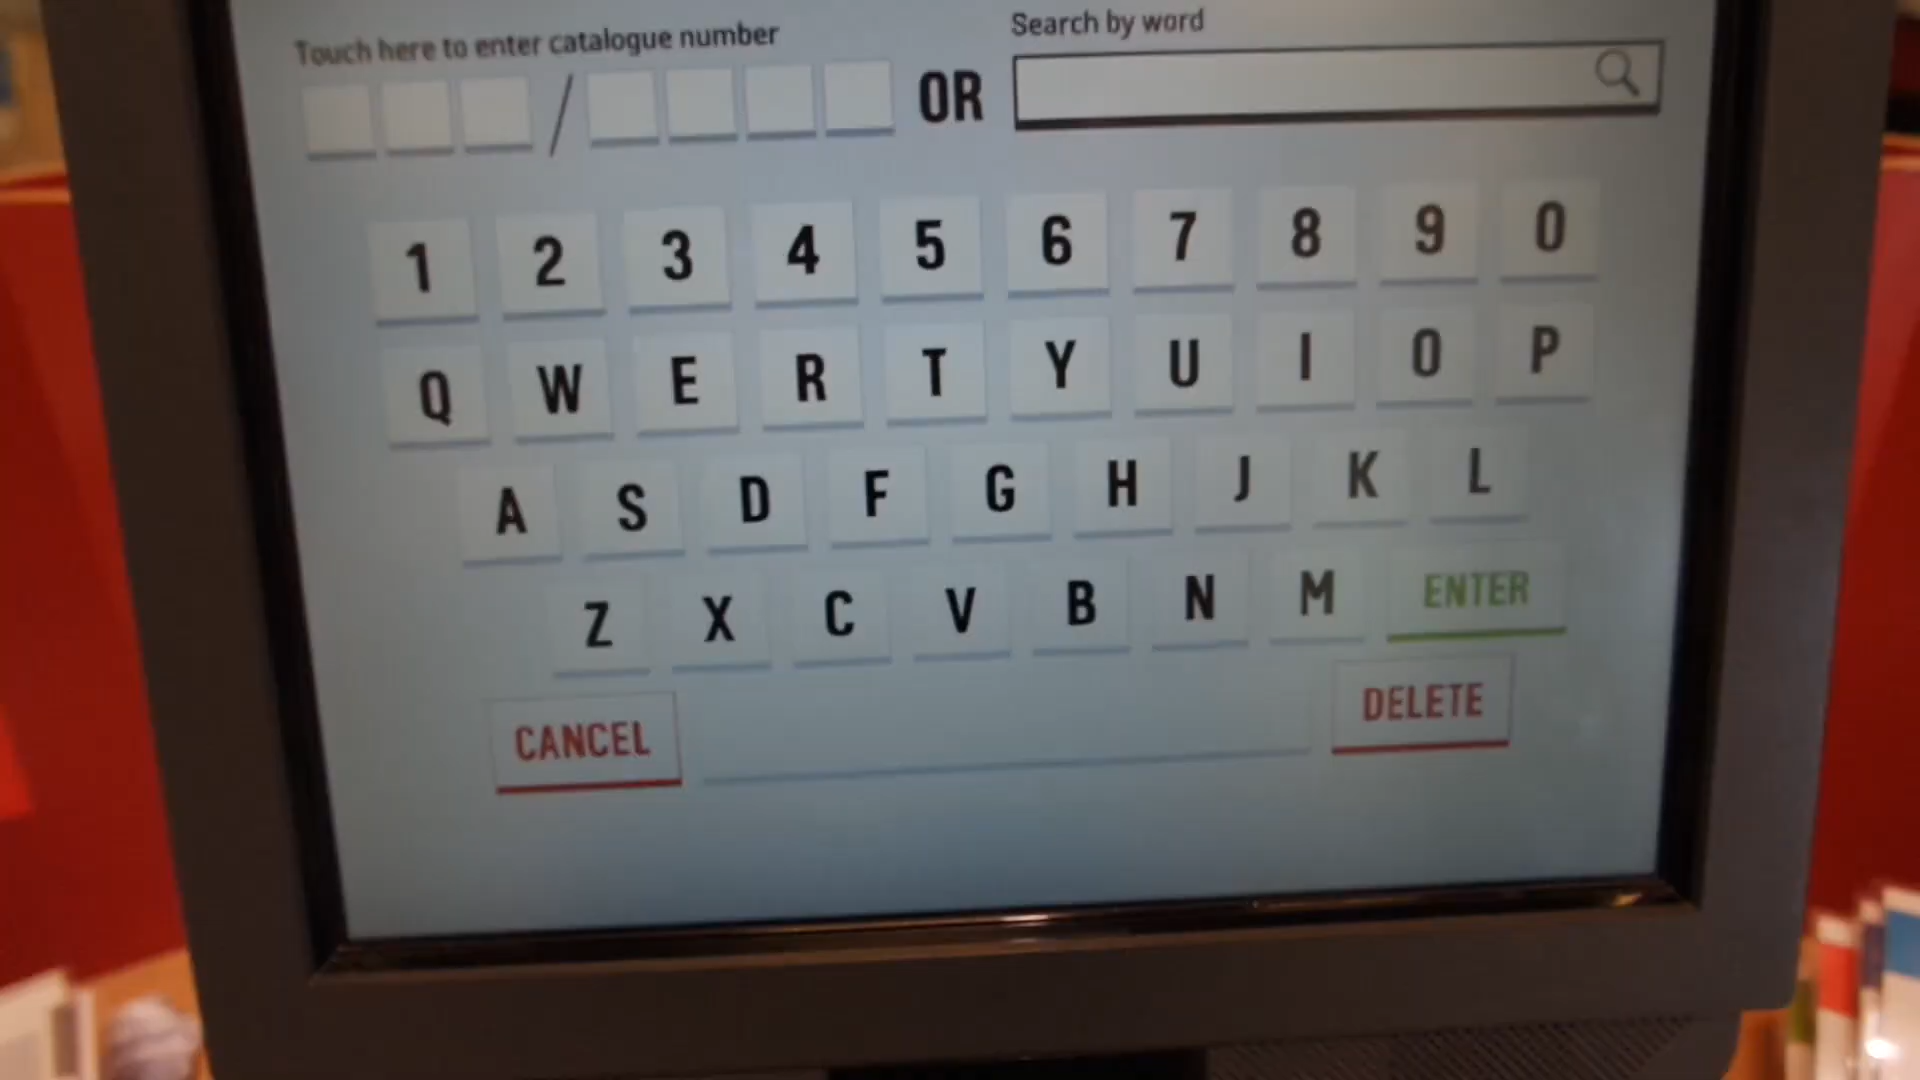 Touch here to enter catalogue number
Search by word
/ OR
1 2 3 4 5 6 7 8 9 0
Q W E R T Y U I O P
A S D F G H J K L
Z X C V B N M ENTER
CANCEL DELETE